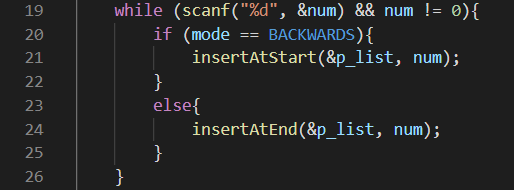 19 while (scanf("%d", &num) && num != 0){
20 if (mode == BACKWARDS){
21 insertAtStart(&p_list, num);
22 }
23 else{
24 insertAtEnd(&p_list, num);
25 }
26 }